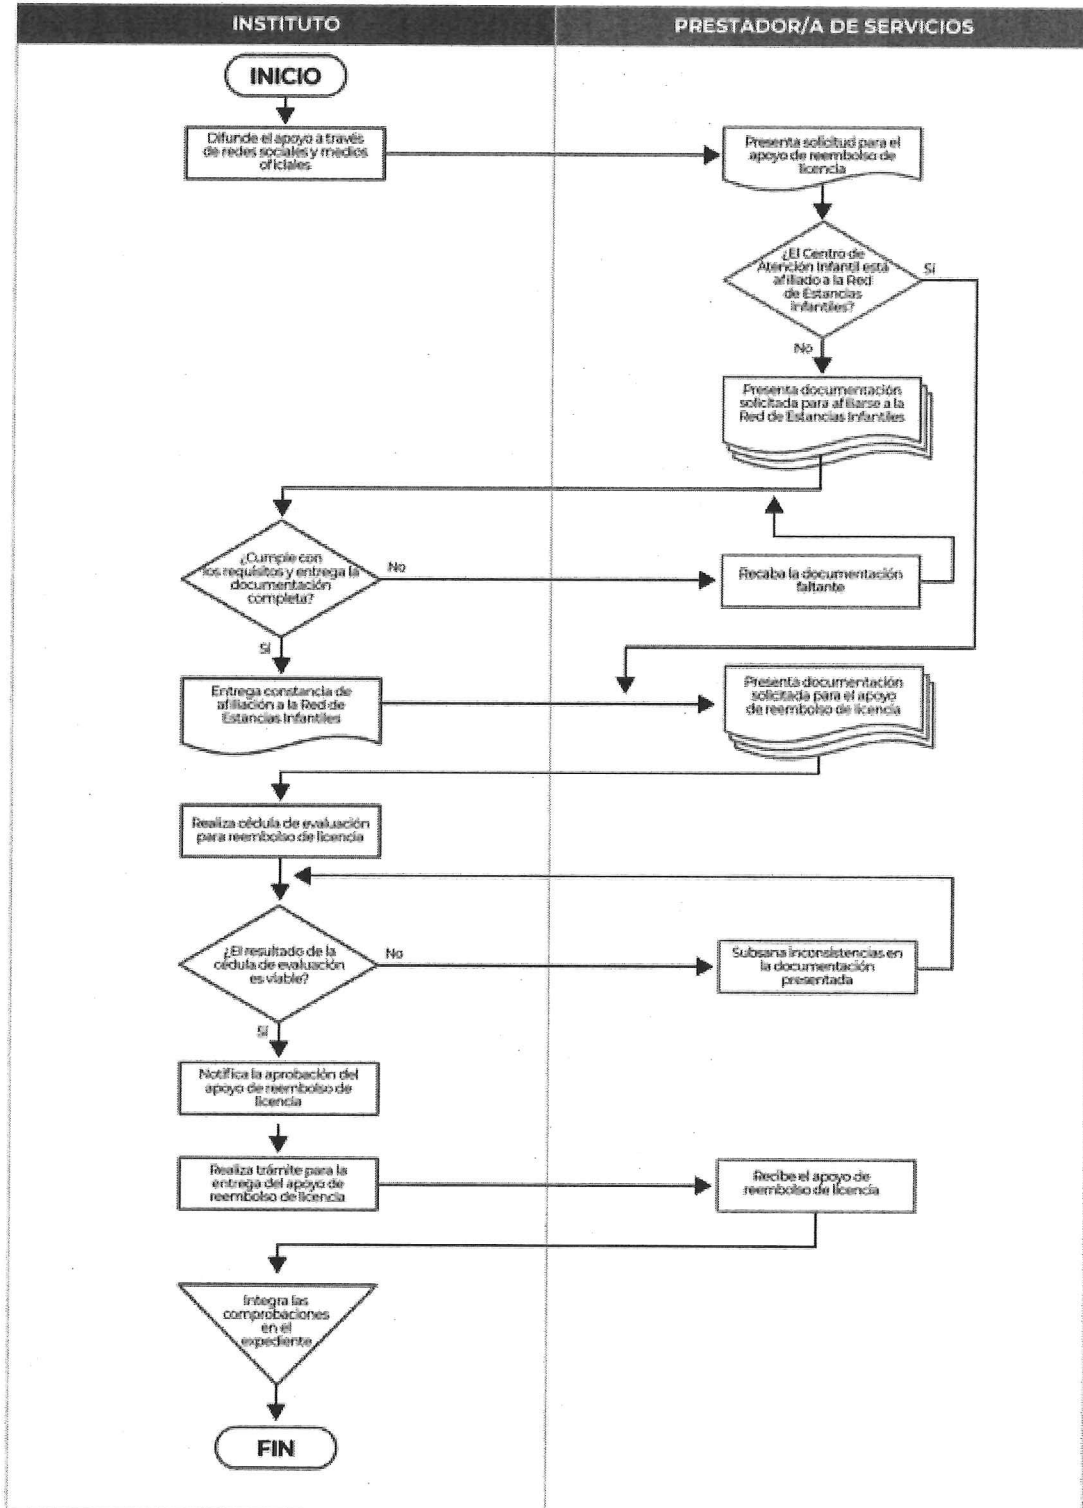 INSTITUTO
PRESTADOR/A DE SERVICIOS
INICIO
Difunde el apoyo a través
de redes sociales y medios
oficiales
Presenta solicitud para el
apoyo de reembolso de
licencia
¿El Centro de
Atención Infantil está
afiliado a la Red
de Estancias
Infantiles?
Sí
No
Presenta documentación
solicitada para afiliarse a la
Red de Estancias Infantiles
¿Cumple con
los requisitos y entrega la
documentación
completa?
No
Recaba la documentación
faltante
Sí
Entrega constancia de
afiliación a la Red de
Estancias Infantiles
Presenta documentación
solicitada para el apoyo
de reembolso de licencia
Realiza cédula de evaluación
para reembolso de licencia
¿El resultado de la
cédula de evaluación
es viable?
No
Subsana inconsistencias en
la documentación
presentada
Sí
Notifica la aprobación del
apoyo de reembolso de
licencia
Realiza trámite para la
entrega del apoyo de
reembolso de licencia
Recibe el apoyo de
reembolso de licencia
Integra las
comprobaciones
en el
expediente
FIN